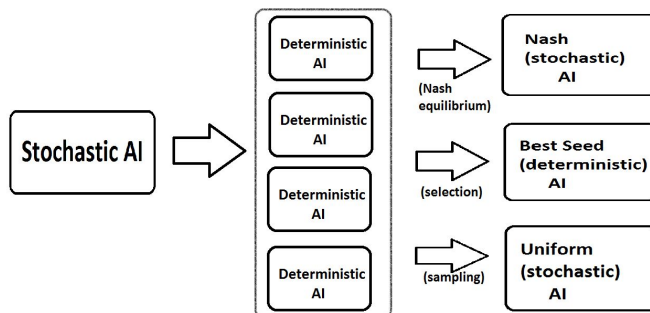 Stochastic AI
Deterministic
AI
Deterministic
AI
Deterministic
AI
Deterministic
AI
(Nash
equilibrium)
(selection)
(sampling)
Nash
(stochastic)
AI
Best Seed
(deterministic)
AI
Uniform
(stochastic)
AI